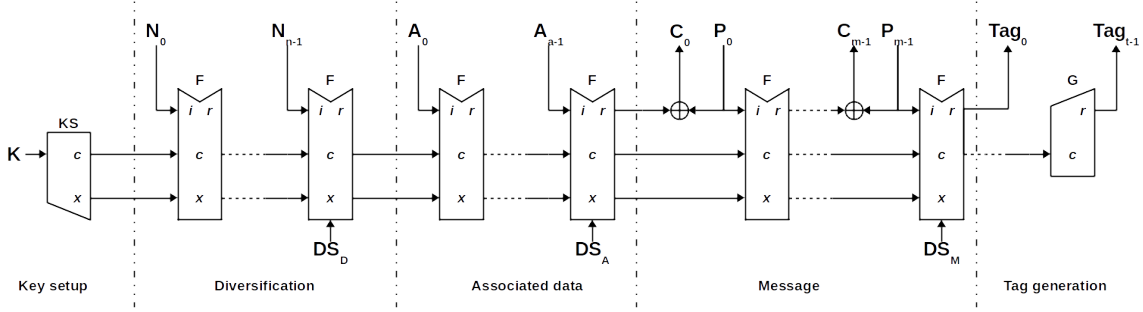 N0 Nn-1 A0 Aa-1 C0 P0 Cm-1 Pm-1 Tag0 Tagt-1
F F F F F F G
i r i r i r i r i r i r r
KS
K c c c c c c c c
x x x x x x x
DSD DSA DSM
Key setup Diversification Associated data Message Tag generation